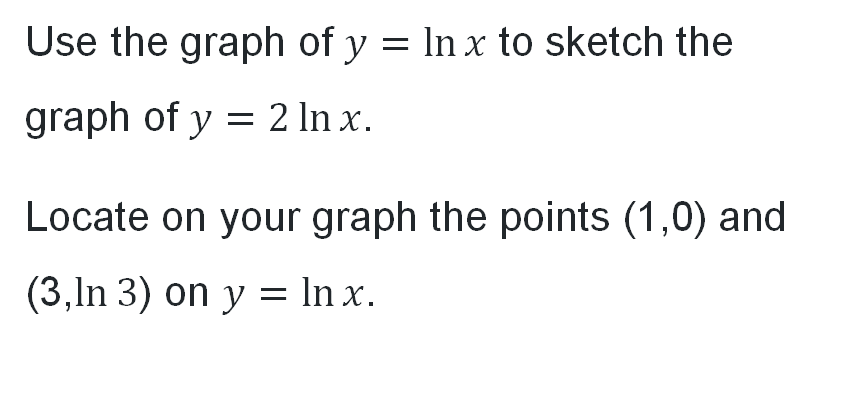 Use the graph of y = ln x to sketch the
graph of y = 2 ln x.
Locate on your graph the points (1,0) and
(3,ln 3) on y = ln x.